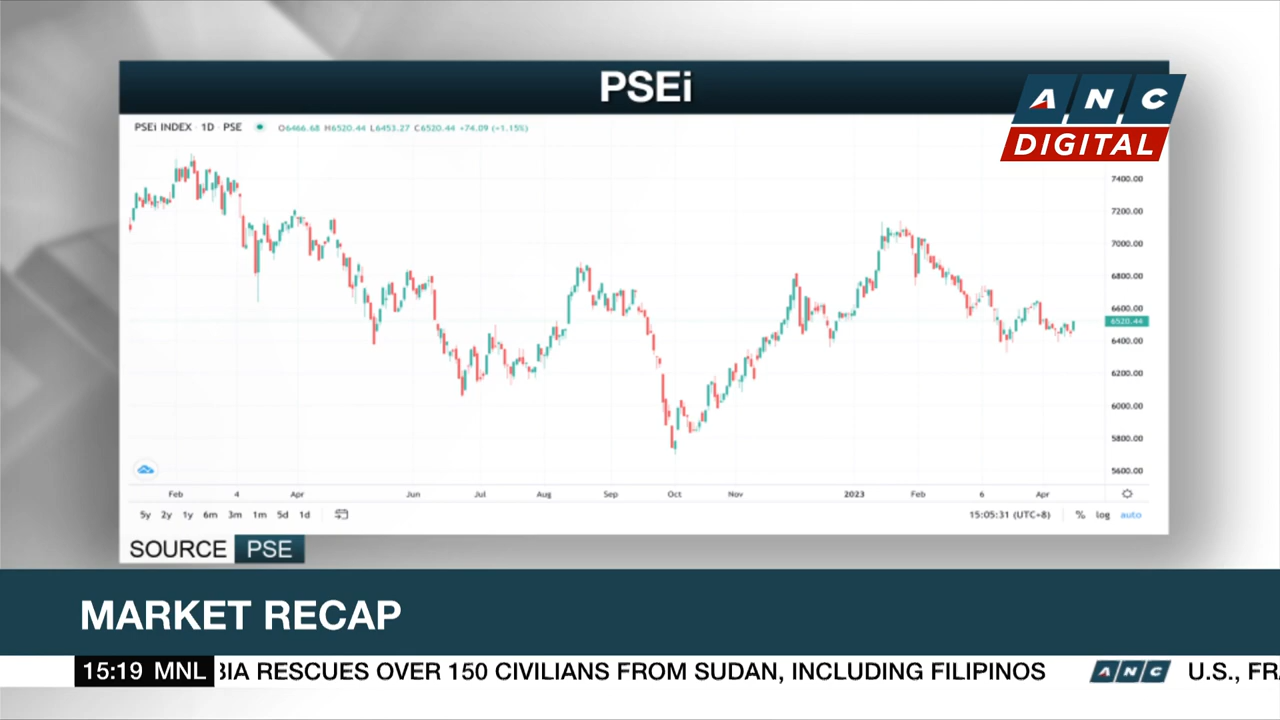 PSEi
ANC
DIGITAL
PSEi INDEX · 1D · PSE O6466.68 H6520.44 L6453.27 C6520.44 +74.09 (+1.15%)
7400.00
7200.00
7000.00
6800.00
6600.00
6520.44
6400.00
6200.00
6000.00
5800.00
5600.00
Feb 4 Apr Jun Jul Aug Sep Oct Nov 2023 Feb 6 Apr
5y 2y 1y 6m 3m 1m 5d 1d 15:05:31 (UTC+8) % log auto
SOURCE PSE
MARKET RECAP
15:19 MNL BIA RESCUES OVER 150 CIVILIANS FROM SUDAN, INCLUDING FILIPINOS ANC U.S., FRA